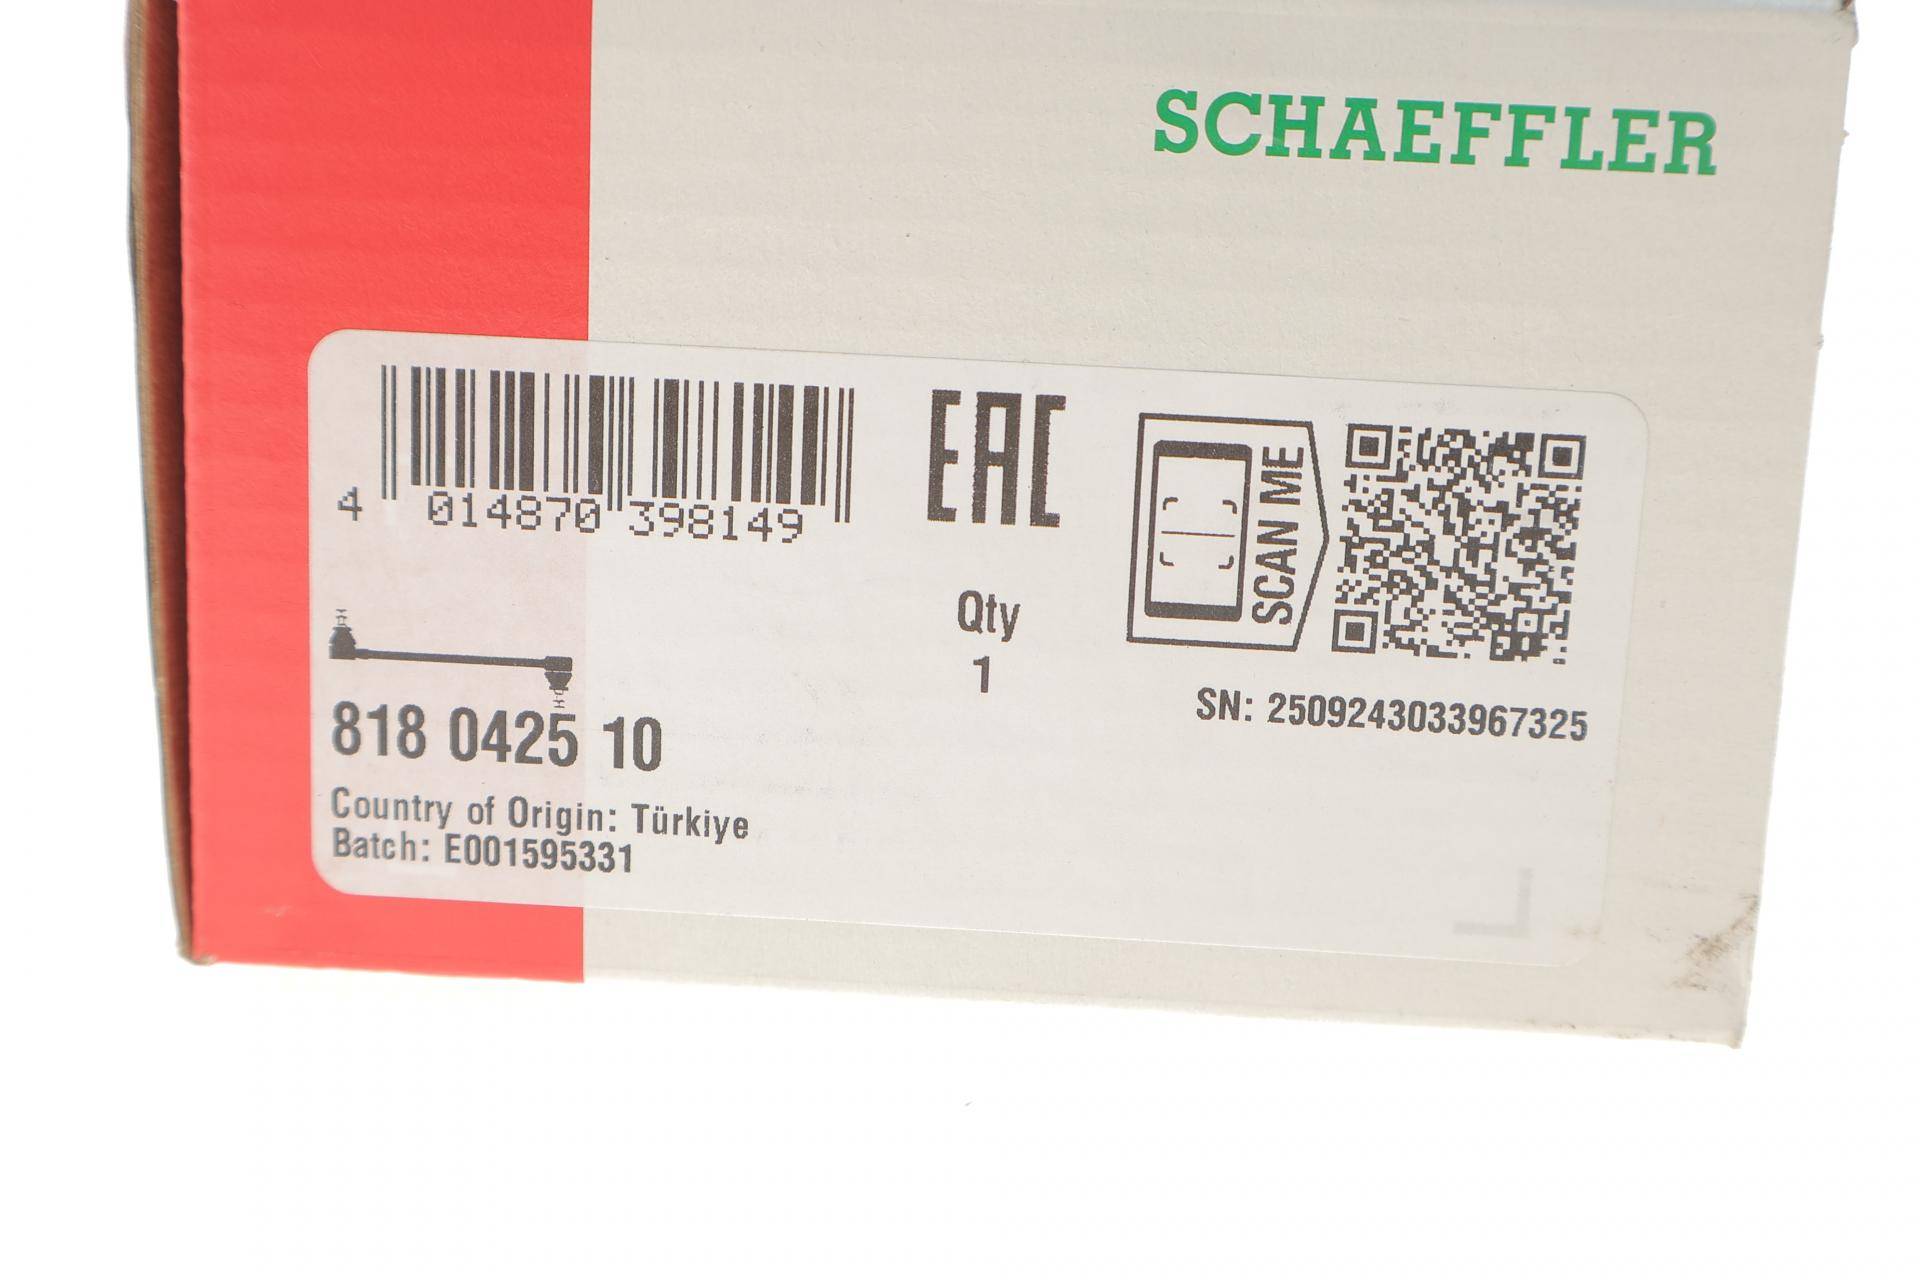 SCHAEFFLER
4 014870 398149
EAC
SCAN ME
Qty
1
SN: 2509243033967325
818 0425 10
Country of Origin: Türkiye
Batch: E001595331